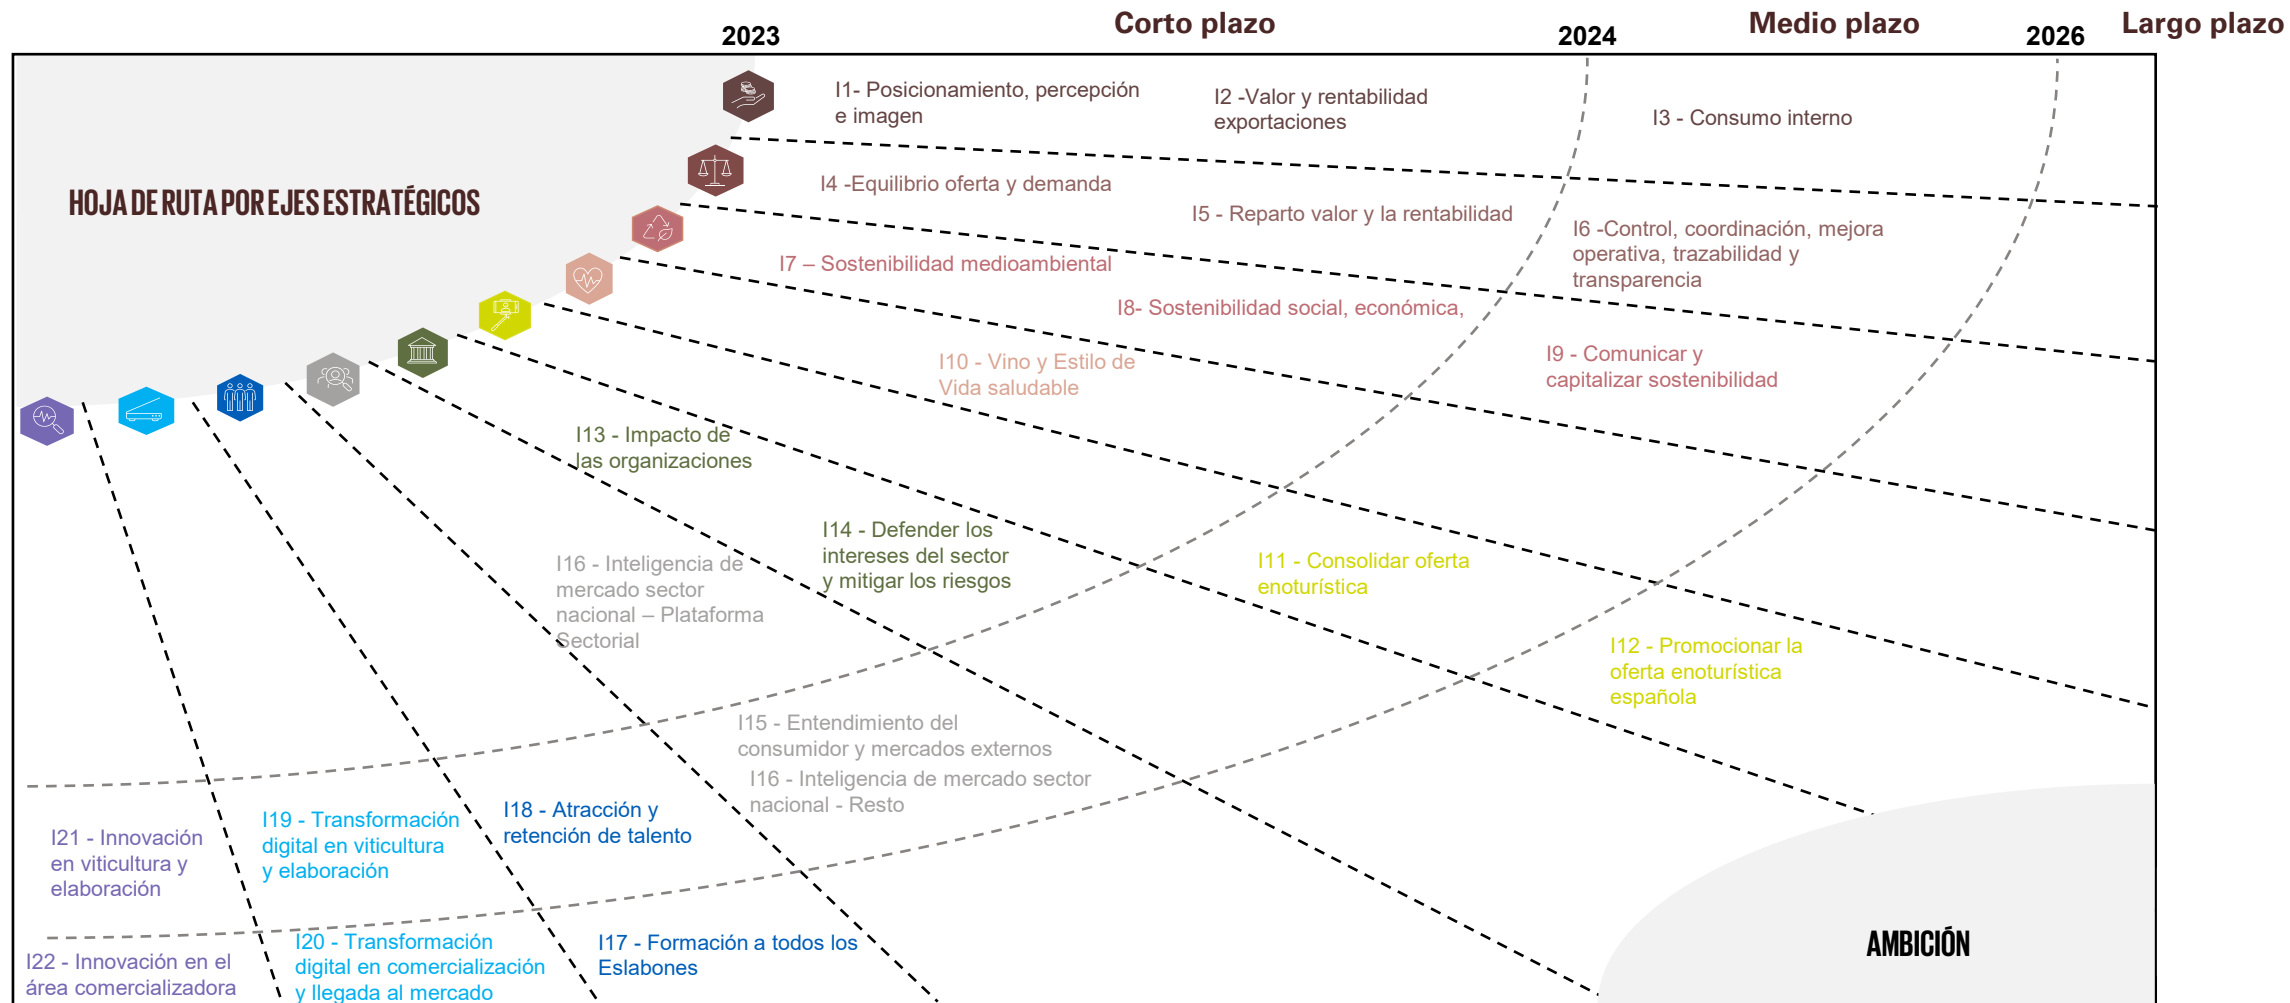 Corto plazo
Medio plazo
Largo plazo
2023
2024
2026
HOJA DE RUTA POR EJES ESTRATÉGICOS
I1- Posicionamiento, percepción
e imagen
I2 -Valor y rentabilidad
exportaciones
I3 - Consumo interno
I4 -Equilibrio oferta y demanda
I5 - Reparto valor y la rentabilidad
I6 -Control, coordinación, mejora
operativa, trazabilidad y
transparencia
I7 – Sostenibilidad medioambiental
I8- Sostenibilidad social, económica,
I9 - Comunicar y
capitalizar sostenibilidad
I10 - Vino y Estilo de
Vida saludable
I13 - Impacto de
las organizaciones
I14 - Defender los
intereses del sector
y mitigar los riesgos
I11 - Consolidar oferta
enoturística
I12 - Promocionar la
oferta enoturística
española
I16 - Inteligencia de
mercado sector
nacional – Plataforma
Sectorial
I15 - Entendimiento del
consumidor y mercados externos
I16 - Inteligencia de mercado sector
nacional - Resto
I18 - Atracción y
retención de talento
I19 - Transformación
digital en viticultura
y elaboración
I21 - Innovación
en viticultura y
elaboración
I22 - Innovación en el
área comercializadora
I20 - Transformación
digital en comercialización
y llegada al mercado
I17 - Formación a todos los
Eslabones
AMBICIÓN